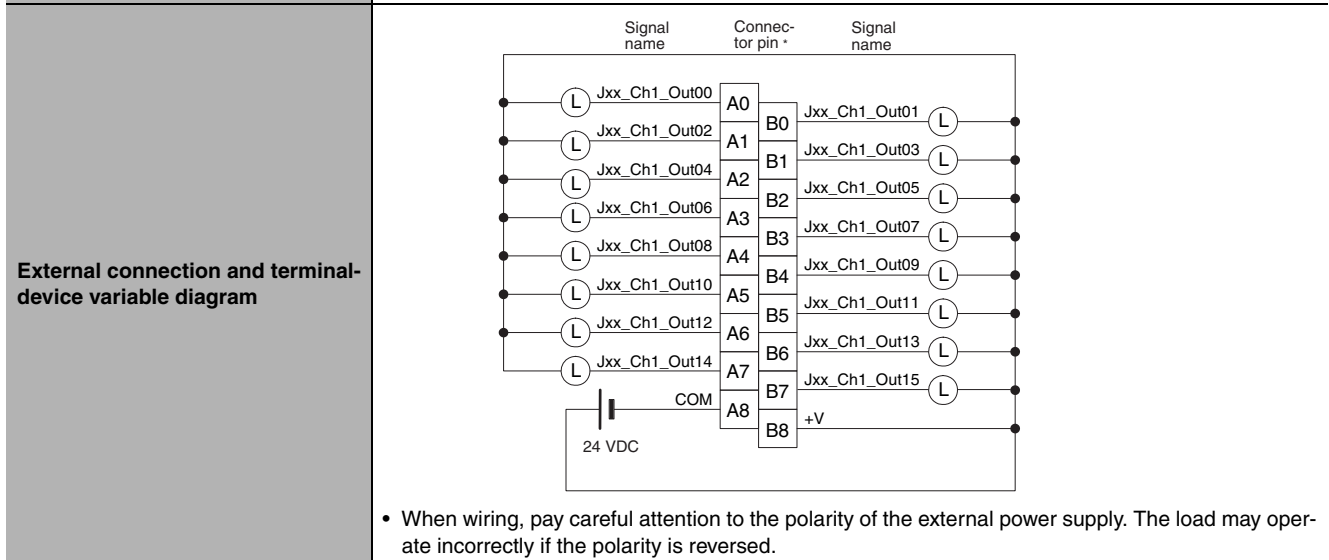 External connection and terminal-
device variable diagram
Signal
name
Connec-
tor pin *
Signal
name
L Jxx_Ch1_Out00 A0
B0 Jxx_Ch1_Out01 L
L Jxx_Ch1_Out02 A1
B1 Jxx_Ch1_Out03 L
L Jxx_Ch1_Out04 A2
B2 Jxx_Ch1_Out05 L
L Jxx_Ch1_Out06 A3
B3 Jxx_Ch1_Out07 L
L Jxx_Ch1_Out08 A4
B4 Jxx_Ch1_Out09 L
L Jxx_Ch1_Out10 A5
B5 Jxx_Ch1_Out11 L
L Jxx_Ch1_Out12 A6
B6 Jxx_Ch1_Out13 L
L Jxx_Ch1_Out14 A7
B7 Jxx_Ch1_Out15 L
COM A8
B8 +V
24 VDC
• When wiring, pay careful attention to the polarity of the external power supply. The load may oper-
ate incorrectly if the polarity is reversed.